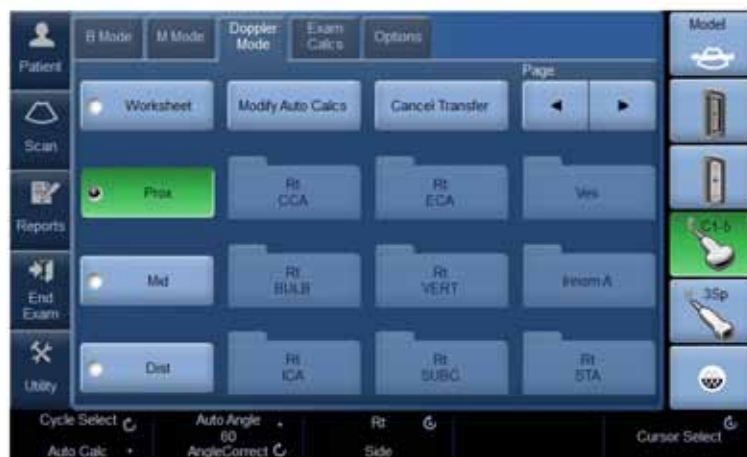 Patient
Scan
Reports
End
Exam
Utility
B Mode
M Mode
Doppler
Mode
Exam
Calcs
Options
Page
Worksheet
Modify Auto Calcs
Cancel Transfer
Prox
Rt
CCA
Rt
ECA
Ves
Mid
Rt
BULB
Rt
VERT
Innom A
Dist
Rt
ICA
Rt
SUBC
Rt
STA
Model
C1-5
3Sp
Cycle Select
Auto Calc
Auto Angle
60
AngleCorrect
Rt
Side
Cursor Select